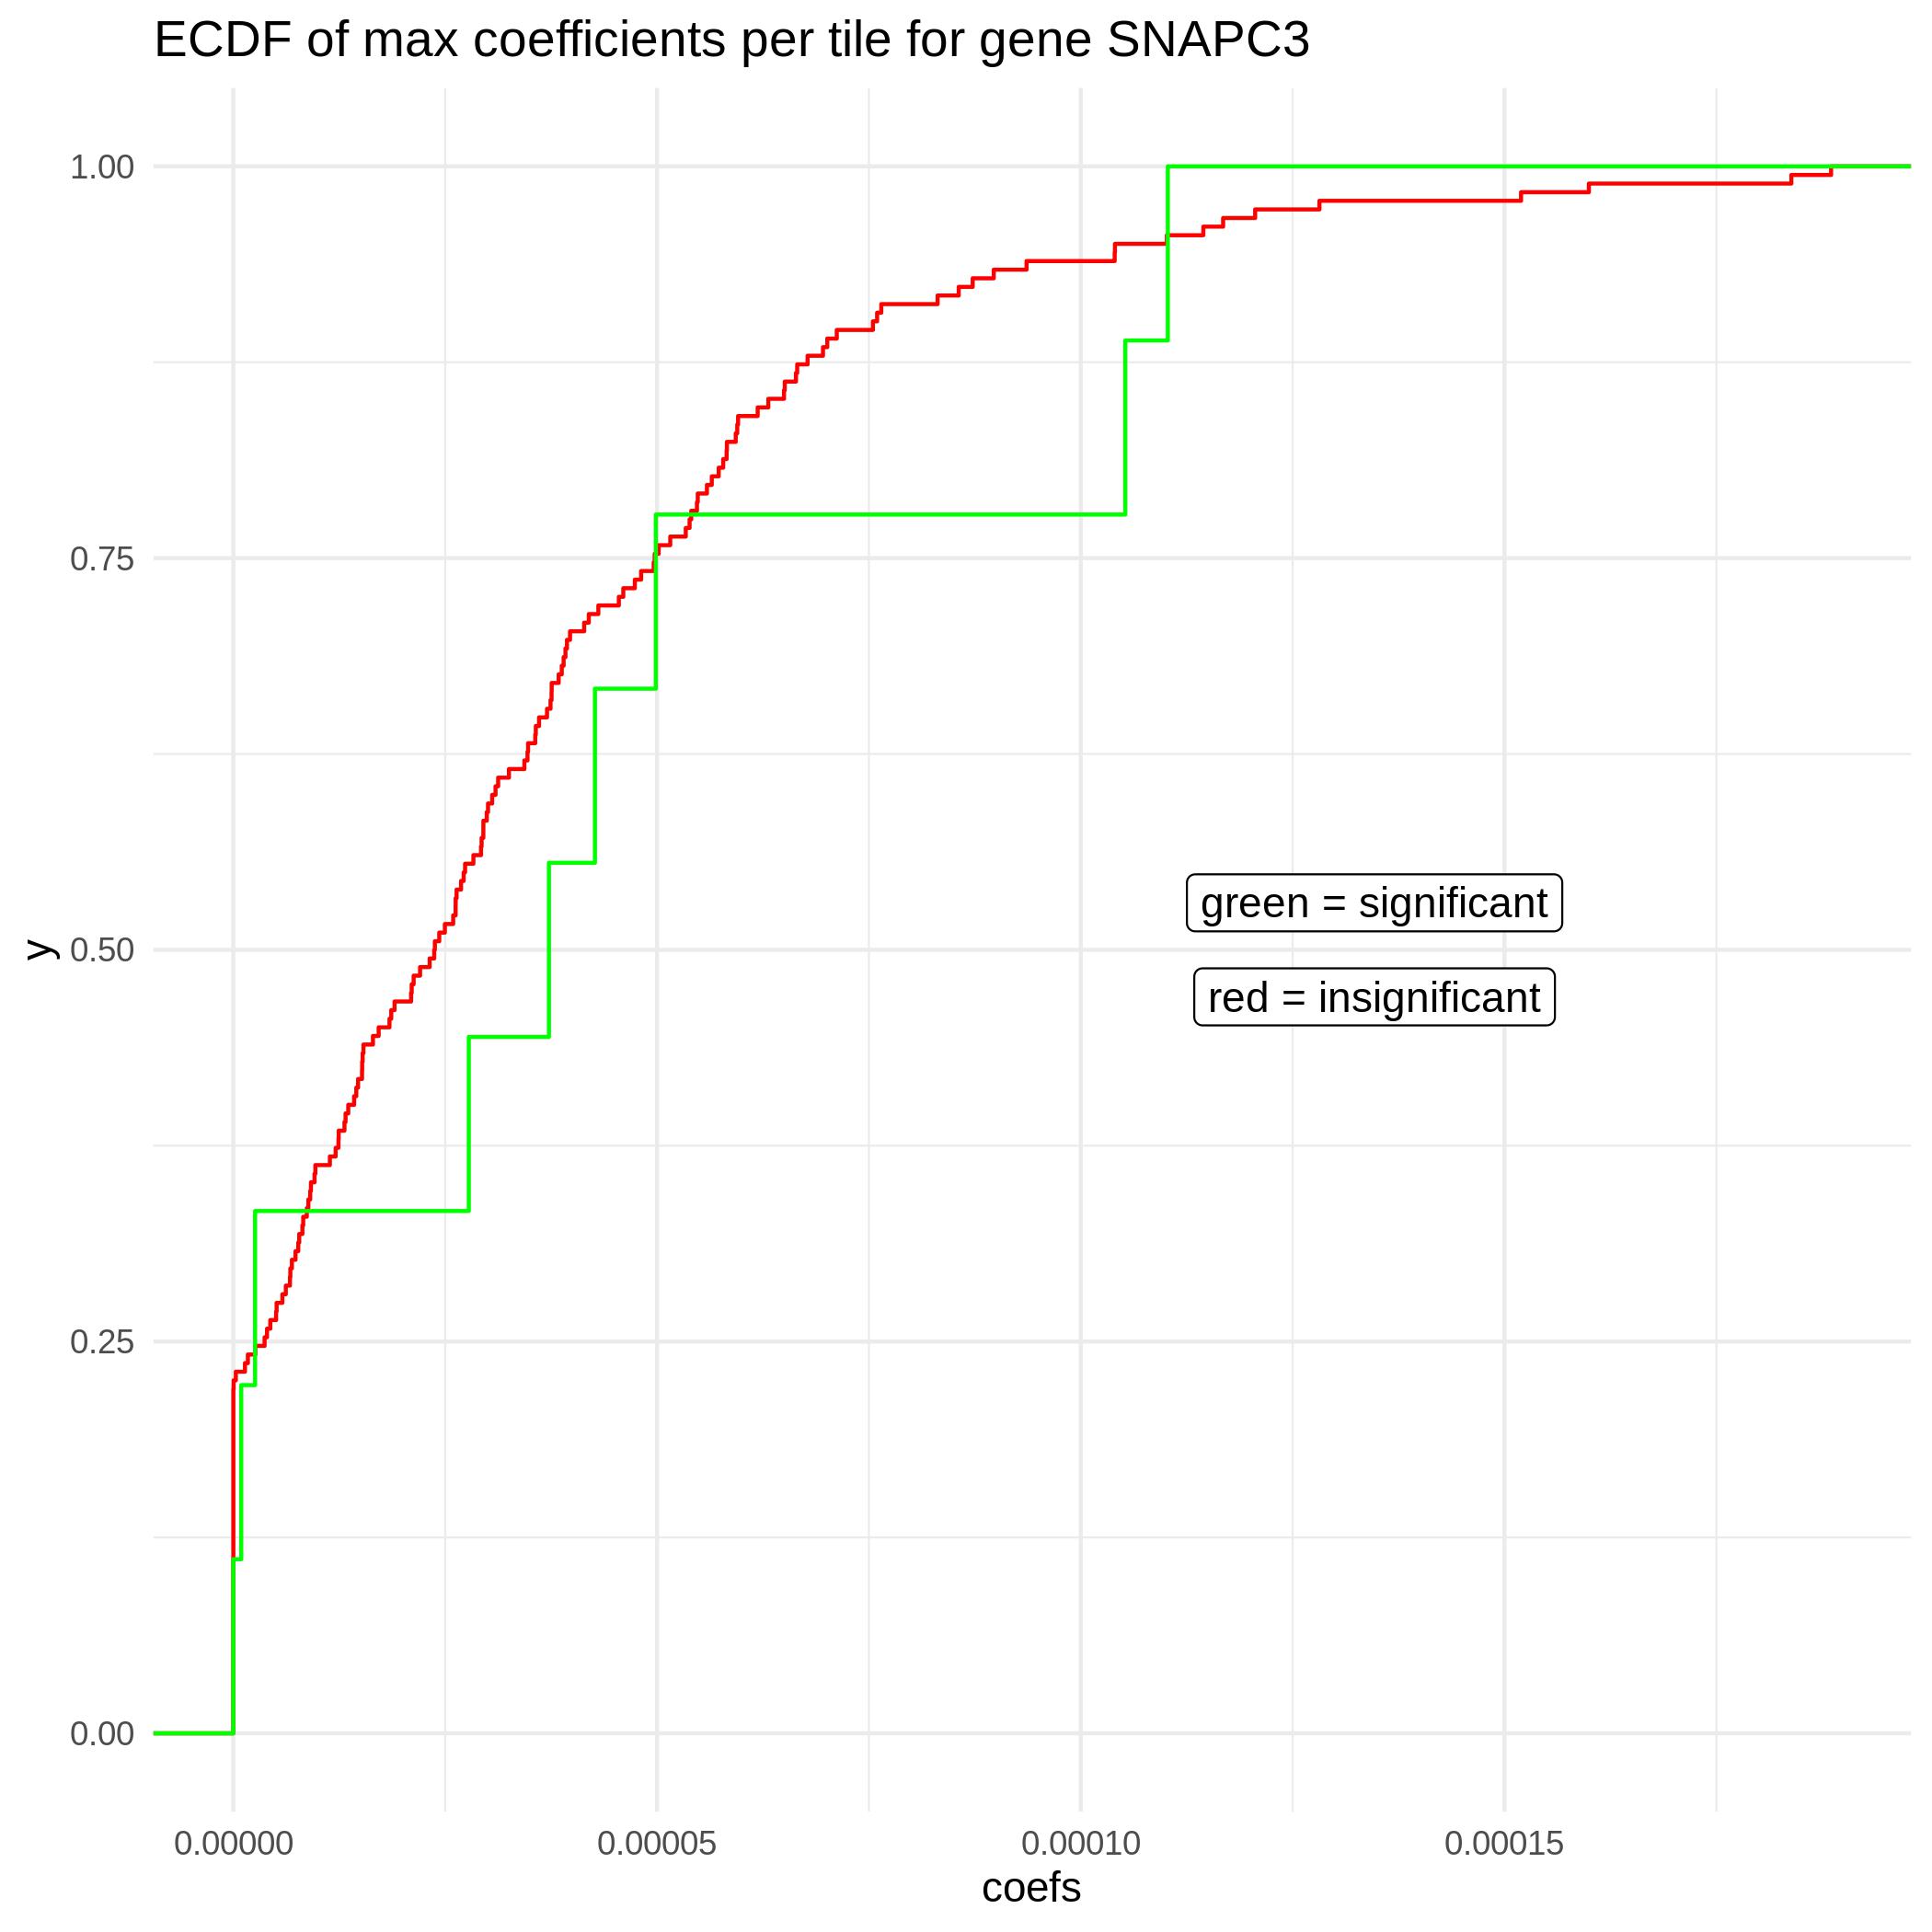 ECDF of max coefficients per tile for gene SNAPC3
1.00
0.75
0.50
0.25
0.00
y
green = significant
red = insignificant
0.00000
0.00005
0.00010
0.00015
coefs